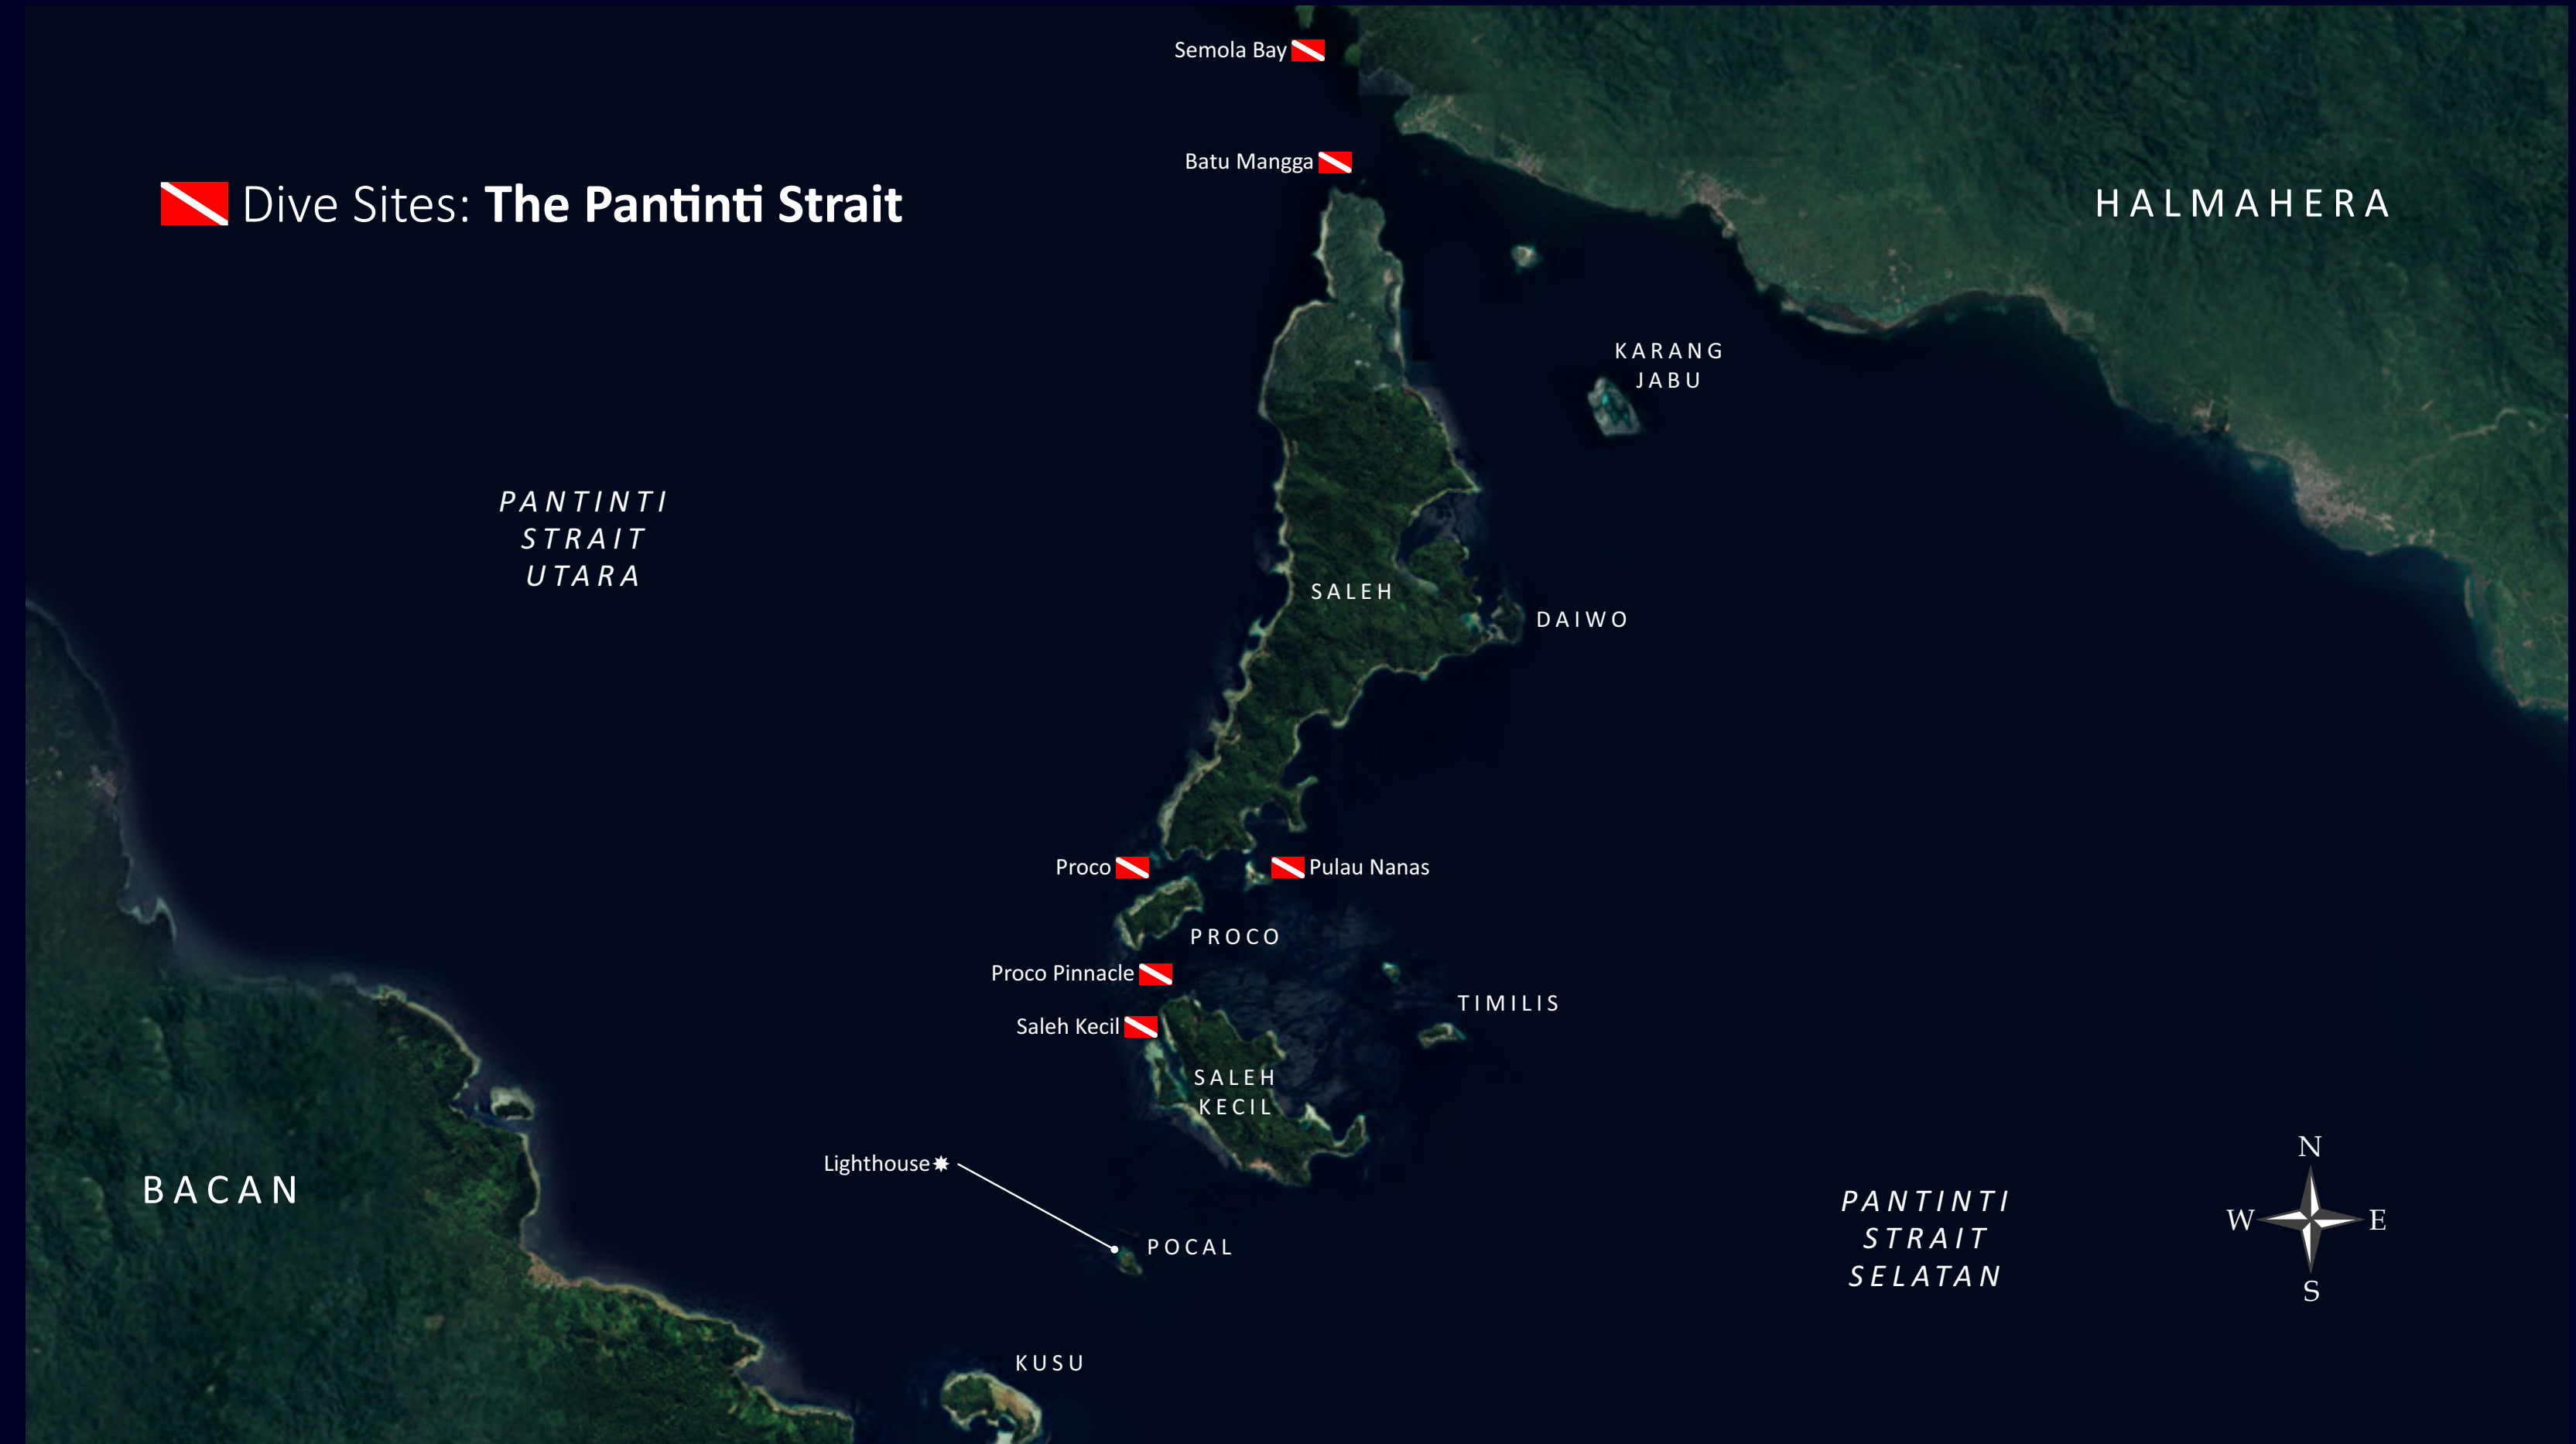 Semola Bay
Batu Mangga
Dive Sites: The Pantinti Strait
HALMAHERA
KARANG
JABU
PANTINTI
STRAIT
UTARA
SALEH
DAIWO
Proco
Pulau Nanas
PROCO
Proco Pinnacle
TIMILIS
Saleh Kecil
SALEH
KECIL
Lighthouse
BACAN
POCAL
PANTINTI
STRAIT
SELATAN
N
W
E
S
KUSU